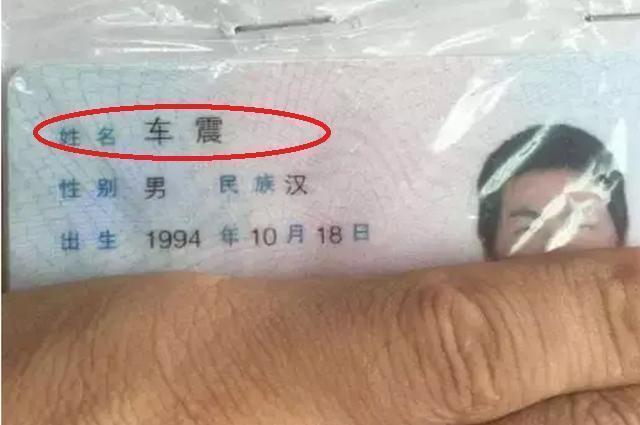 姓名 车震
性别 男 民族 汉
出生 1994 年 10 月 18 日